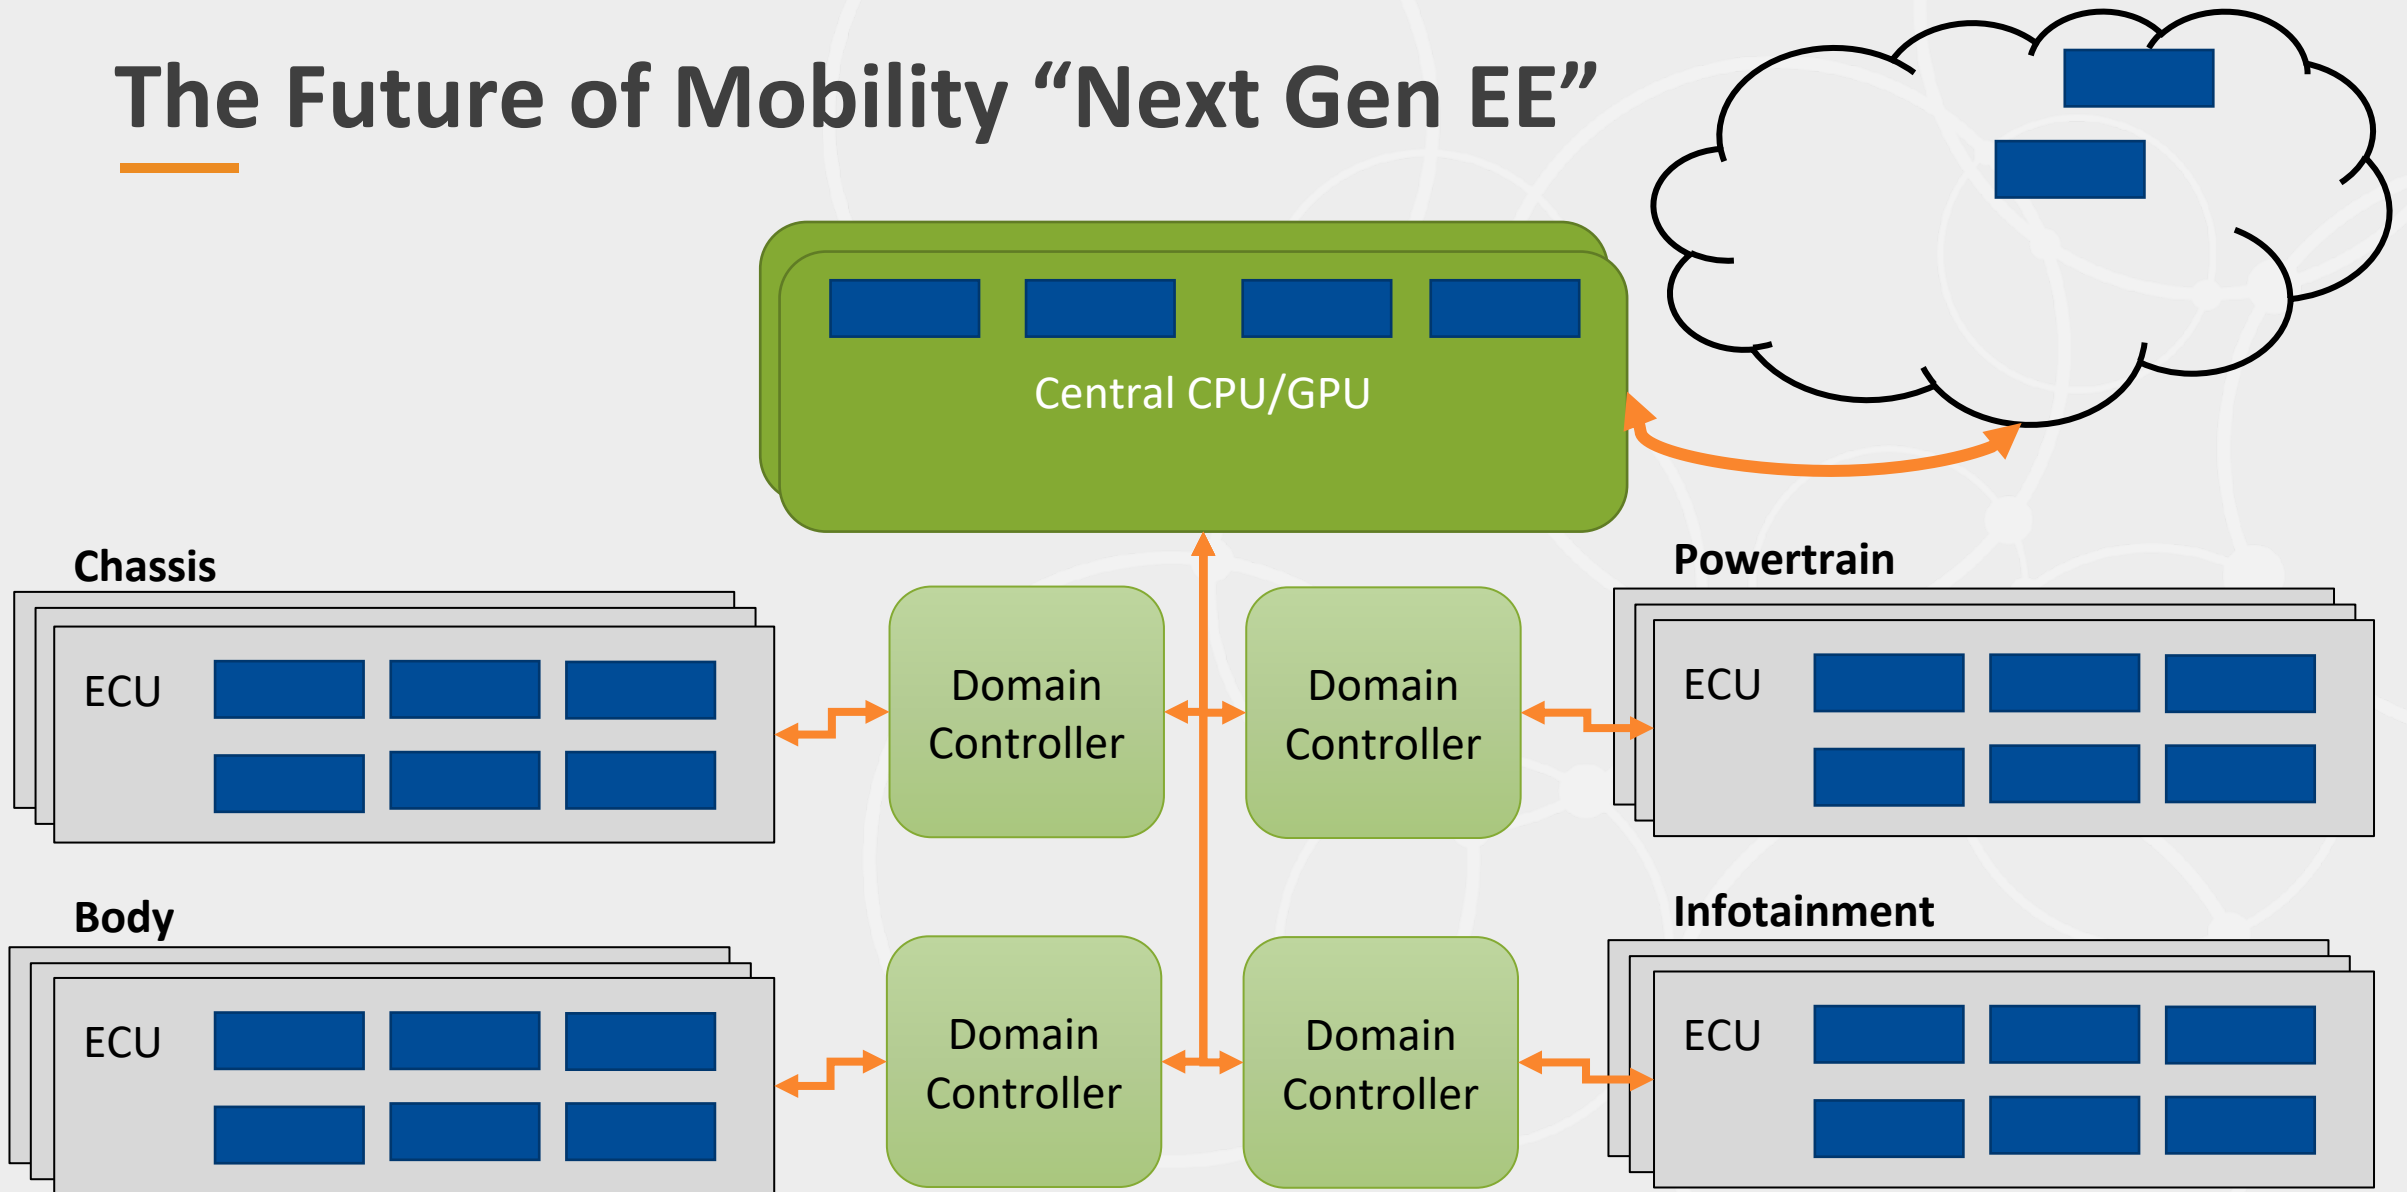 The Future of Mobility “Next Gen EE”
Central CPU/GPU
Chassis
ECU
Domain
Controller
Domain
Controller
Powertrain
ECU
Body
ECU
Domain
Controller
Domain
Controller
Infotainment
ECU